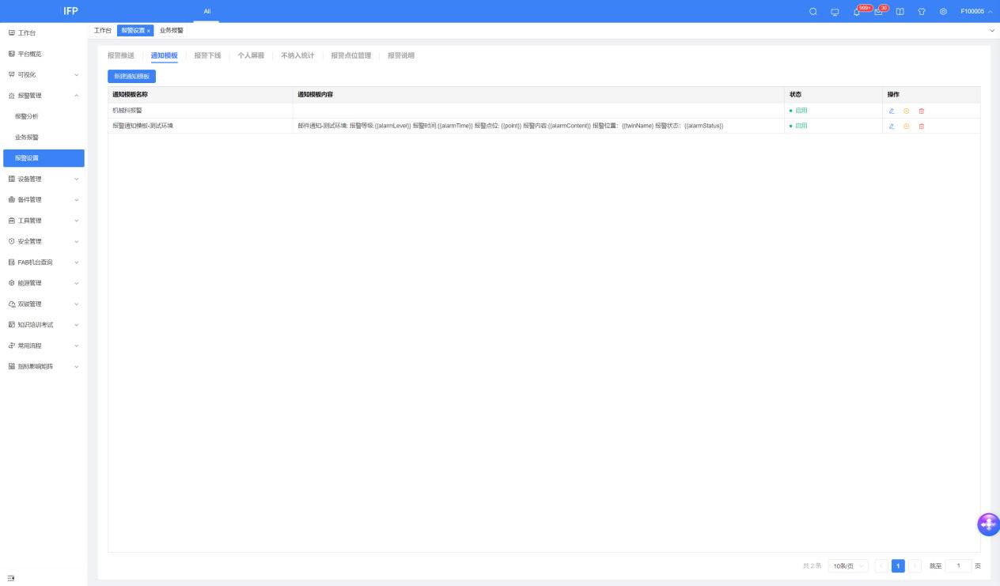 IFP
All
999+
30
F100005
工作台
报警设置 ×
业务报警
工作台
平台概览
可视化
报警管理
报警分析
业务报警
报警设置
设备管理
备件管理
工具管理
安全管理
FAB机台查询
能源管理
双碳管理
知识培训考试
常用流程
指标影响矩阵
报警推送
通知模板
报警下线
个人屏蔽
不纳入统计
报警点位管理
报警说明
新建通知模板
通知模板名称 通知模板内容 状态 操作
机械科报警 启用
报警通知模板-测试环境 邮件通知-测试环境: 报警等级:{{alarmLevel}} 报警时间:{{alarmTime}} 报警点位: {{point}} 报警内容:{{alarmContent}} 报警位置：{{twinName} 报警状态：{{alarmStatus}} 启用
共 2 条 10条/页 1 跳至 1 页